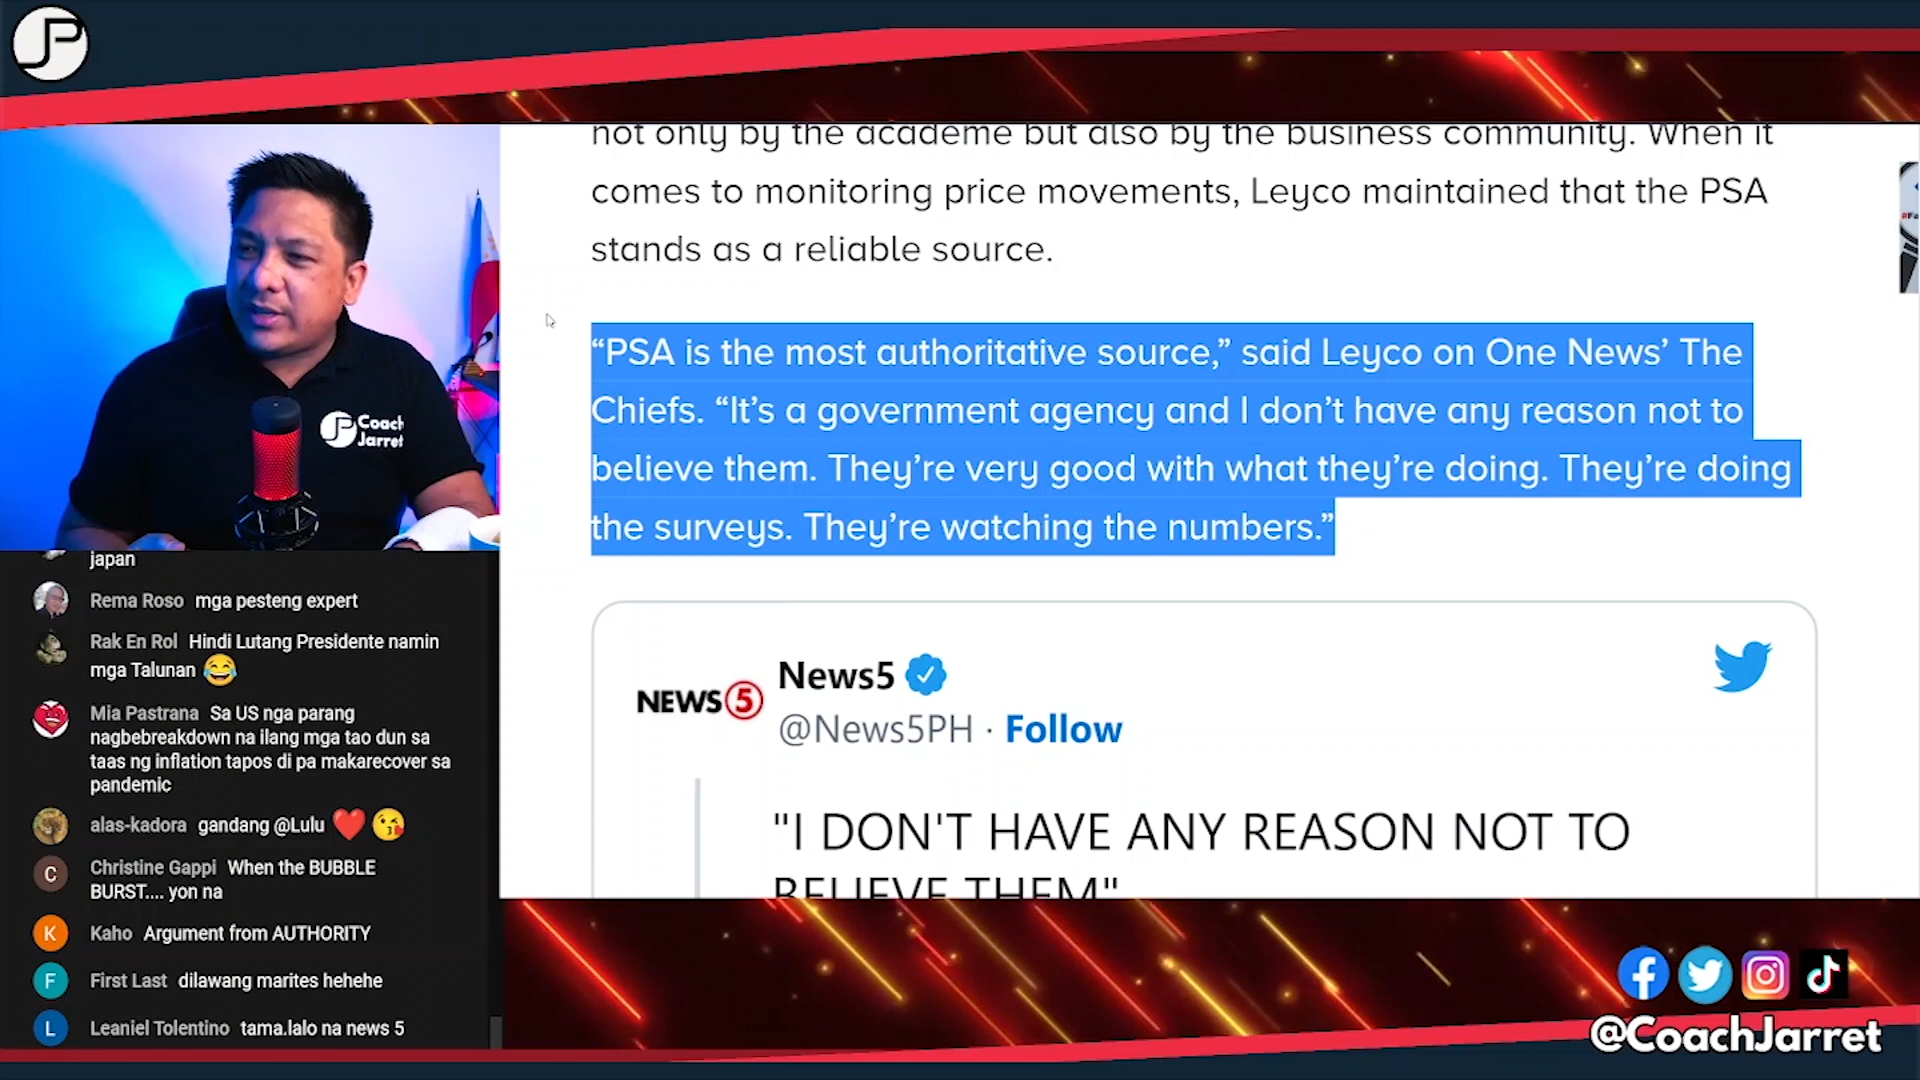 JP
not only by the academe but also by the business community. When it
comes to monitoring price movements, Leyco maintained that the PSA
stands as a reliable source.
“PSA is the most authoritative source,” said Leyco on One News’ The
Chiefs. “It’s a government agency and I don’t have any reason not to
believe them. They’re very good with what they’re doing. They’re doing
the surveys. They’re watching the numbers.”
NEWS 5
News5
@News5PH · Follow
"I DON'T HAVE ANY REASON NOT TO
BELIEVE THEM"
JP Coach
Jarret
japan
Rema Roso mga pesteng expert
Rak En Rol Hindi Lutang Presidente namin
mga Talunan 😂
Mia Pastrana Sa US nga parang
nagbebreakdown na ilang mga tao dun sa
taas ng inflation tapos di pa makarecover sa
pandemic
alas-kadora gandang @Lulu ❤️ 😘
C Christine Gappi When the BUBBLE
BURST.... yon na
K Kaho Argument from AUTHORITY
F First Last dilawang marites hehehe
L Leaniel Tolentino tama.lalo na news 5
@CoachJarret